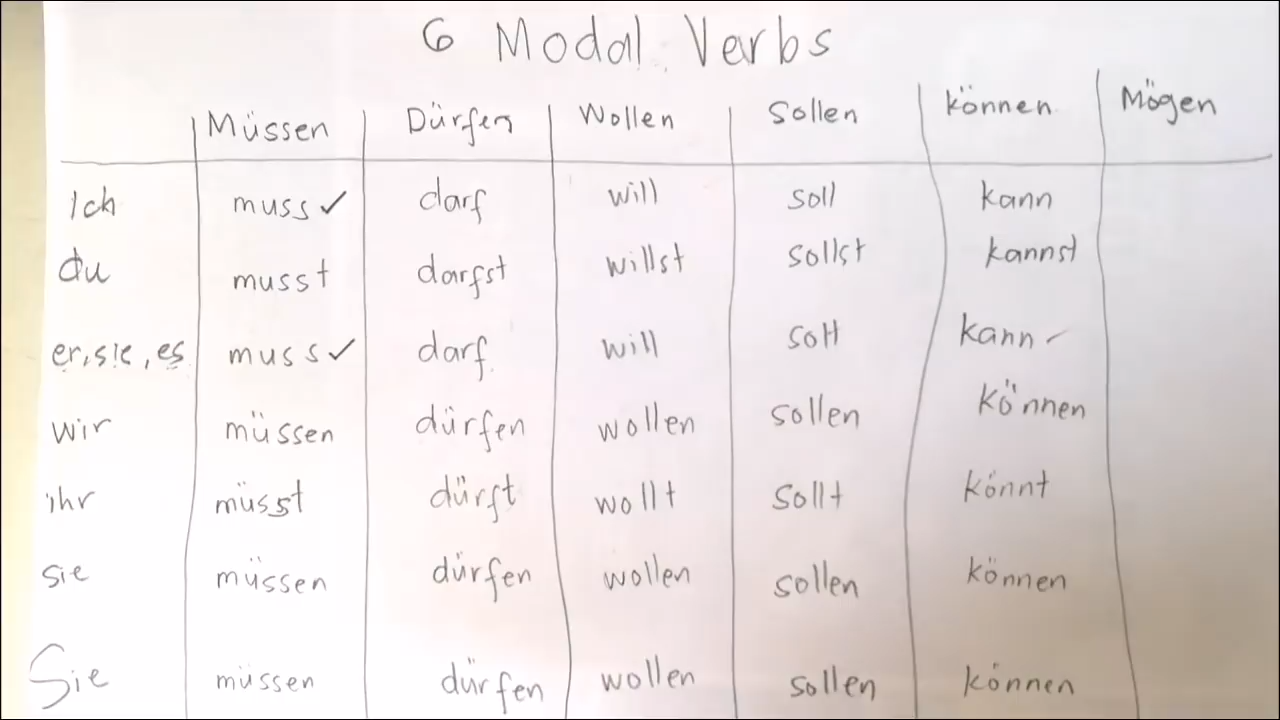 6 Modal Verbs
Müssen Dürfen Wollen Sollen können Mögen
Ich muss✓ darf will soll kann
du musst darfst willst sollst kannst
er,sie,es muss✓ darf will soll kann
wir müssen dürfen wollen sollen können
ihr müsst dürft wollt sollt könnt
sie müssen dürfen wollen sollen können
Sie müssen dürfen wollen sollen können